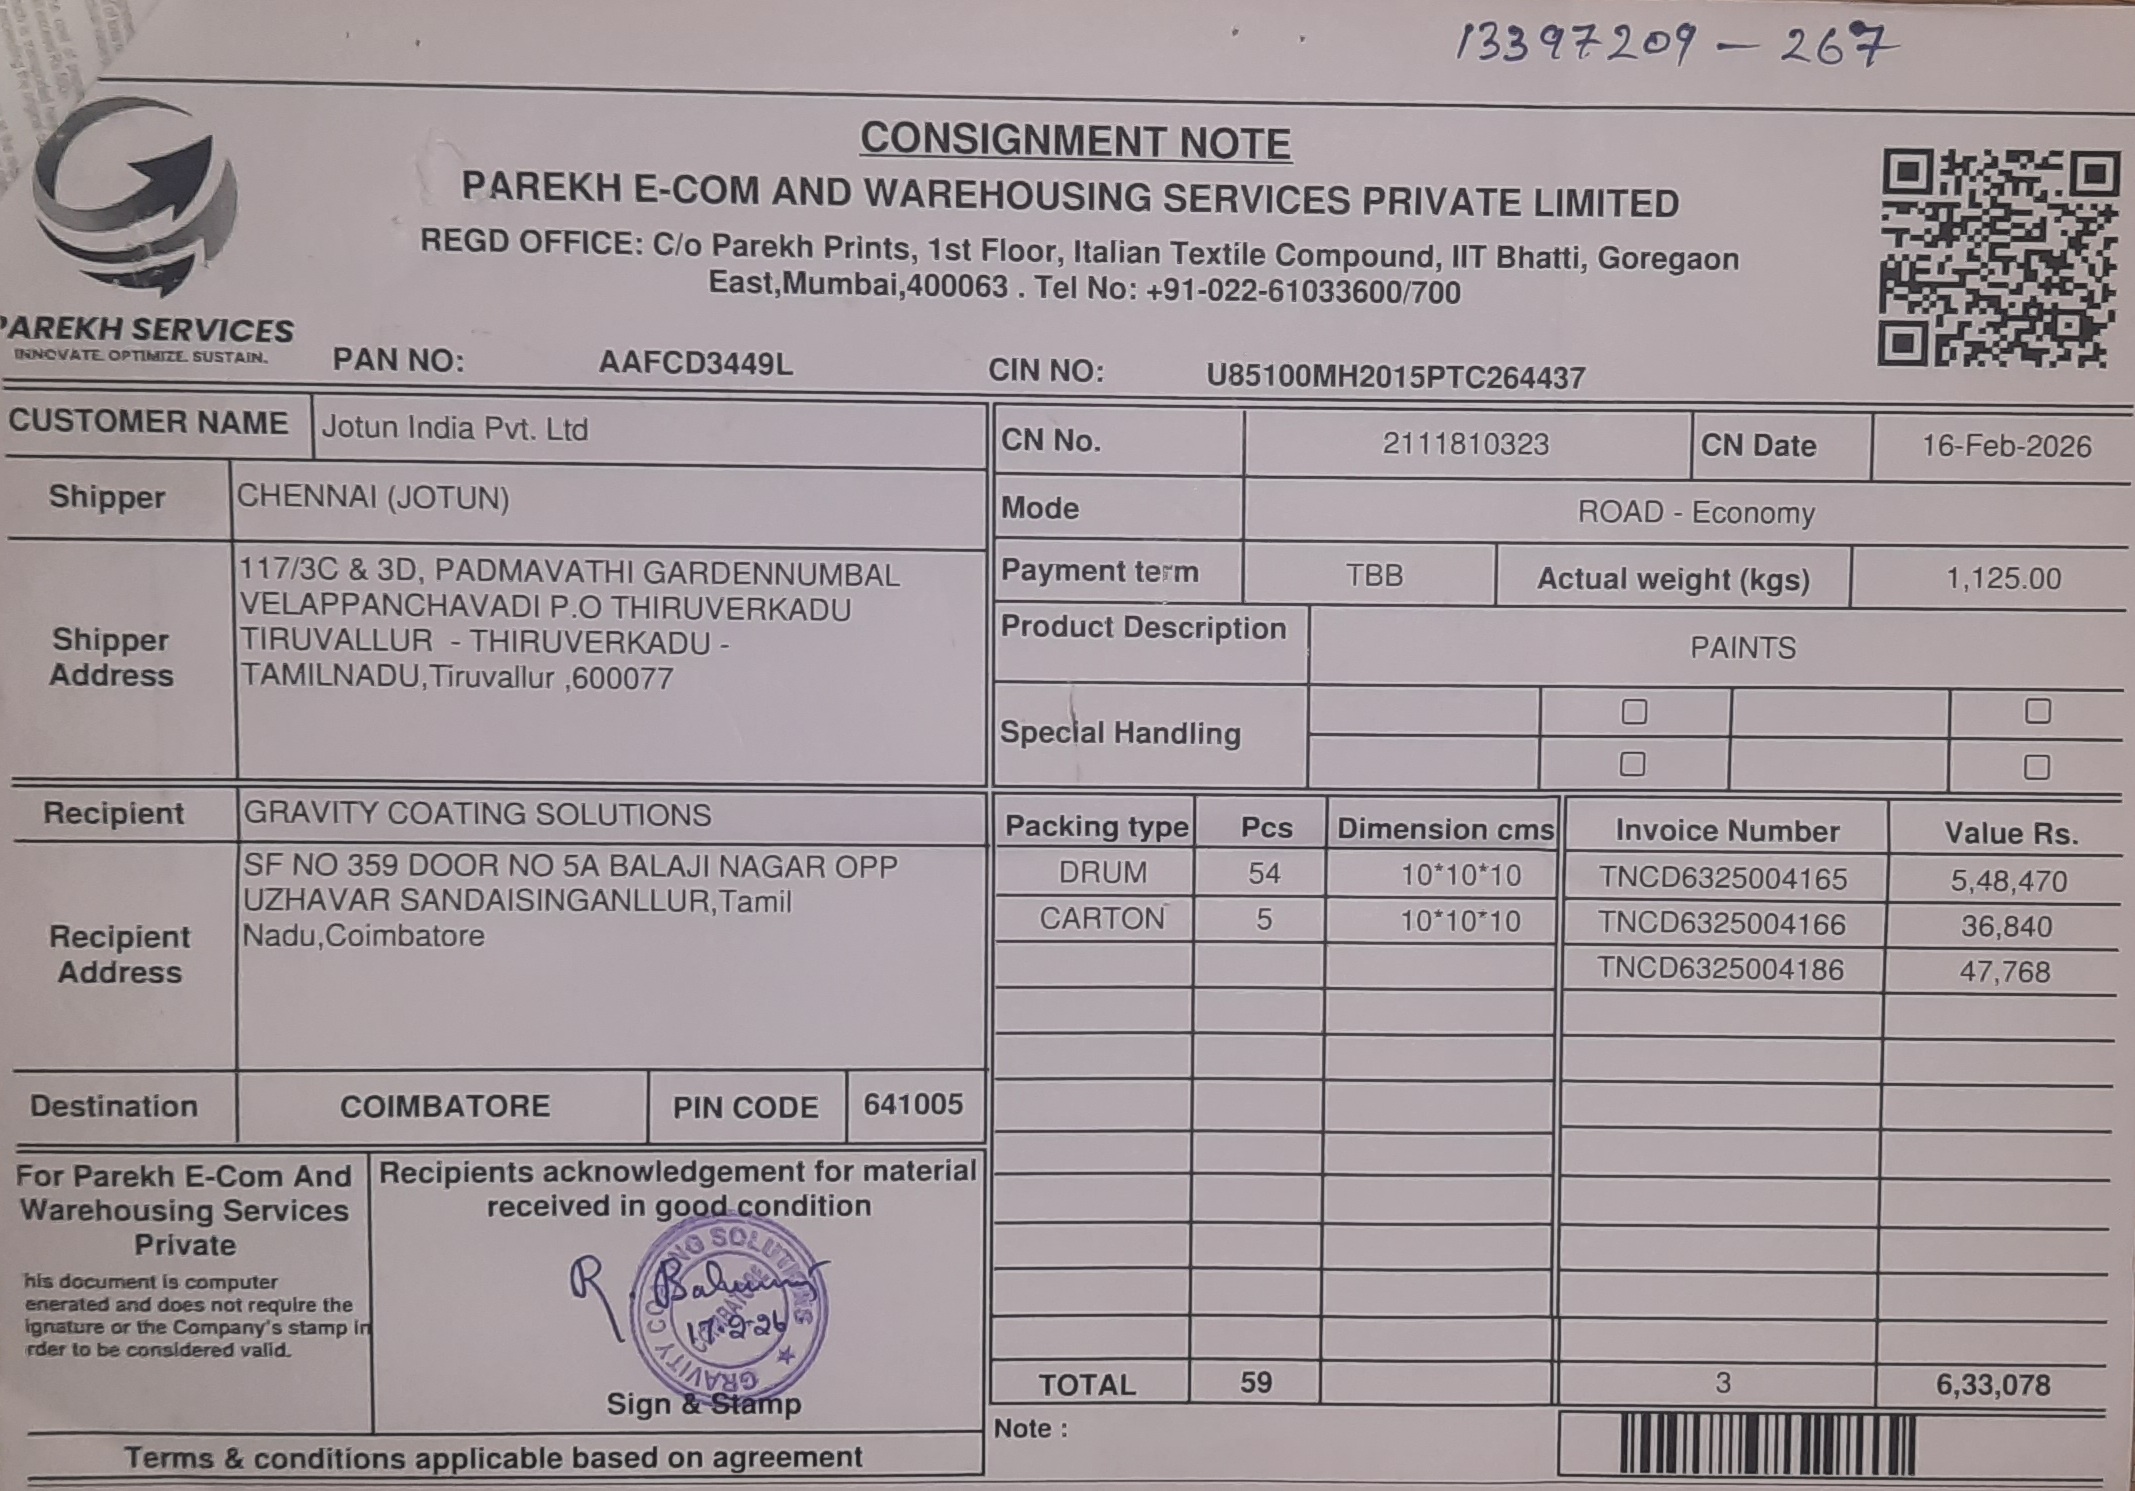 13397209 - 267
CONSIGNMENT NOTE
PAREKH E-COM AND WAREHOUSING SERVICES PRIVATE LIMITED
REGD OFFICE: C/o Parekh Prints, 1st Floor, Italian Textile Compound, IIT Bhatti, Goregaon
East,Mumbai,400063 . Tel No: +91-022-61033600/700
PAREKH SERVICES
INNOVATE. OPTIMIZE. SUSTAIN.
PAN NO: AAFCD3449L CIN NO: U85100MH2015PTC264437
CUSTOMER NAME Jotun India Pvt. Ltd
Shipper CHENNAI (JOTUN)
Shipper Address
117/3C & 3D, PADMAVATHI GARDENNUMBAL
VELAPPANCHAVADI P.O THIRUVERKADU
TIRUVALLUR - THIRUVERKADU -
TAMILNADU,Tiruvallur ,600077
CN No. 2111810323 CN Date 16-Feb-2026
Mode ROAD - Economy
Payment term TBB Actual weight (kgs) 1,125.00
Product Description PAINTS
Special Handling
Recipient GRAVITY COATING SOLUTIONS
Recipient Address
SF NO 359 DOOR NO 5A BALAJI NAGAR OPP
UZHAVAR SANDAISINGANLLUR,Tamil
Nadu,Coimbatore
Destination COIMBATORE PIN CODE 641005
Packing type Pcs Dimension cms Invoice Number Value Rs.
DRUM 54 10*10*10 TNCD6325004165 5,48,470
CARTON 5 10*10*10 TNCD6325004166 36,840
TNCD6325004186 47,768
TOTAL 59 3 6,33,078
Note :
For Parekh E-Com And
Warehousing Services
Private
his document is computer
enerated and does not require the
ignature or the Company's stamp in
rder to be considered valid.
Recipients acknowledgement for material
received in good condition
GRAVITY COATING SOLUTIONS
R.
17-2-26
Sign & Stamp
Terms & conditions applicable based on agreement